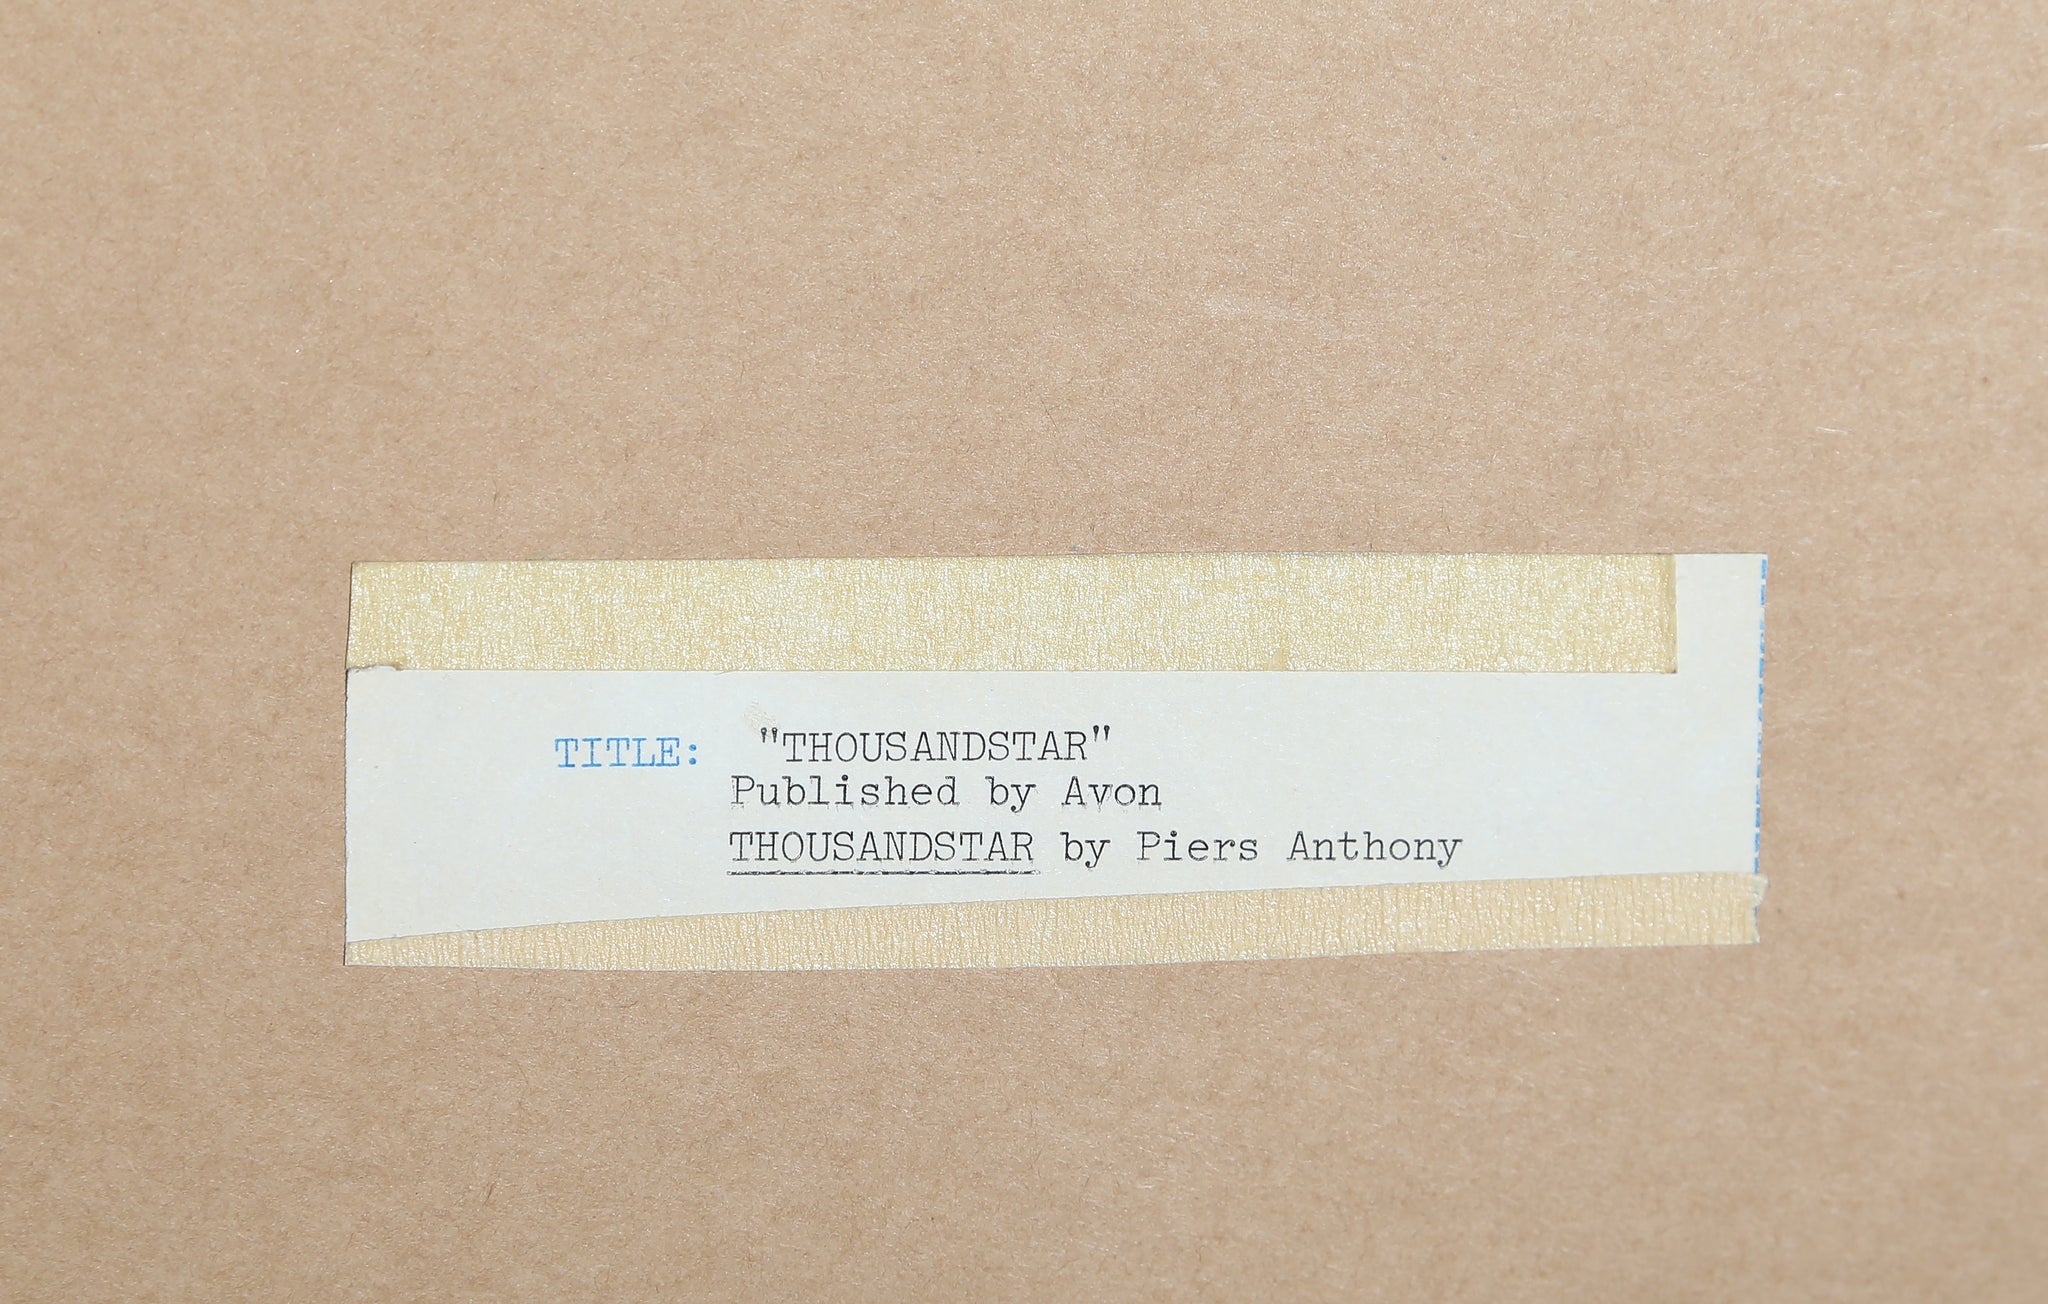 TITLE: "THOUSANDSTAR"
Published by Avon
THOUSANDSTAR by Piers Anthony